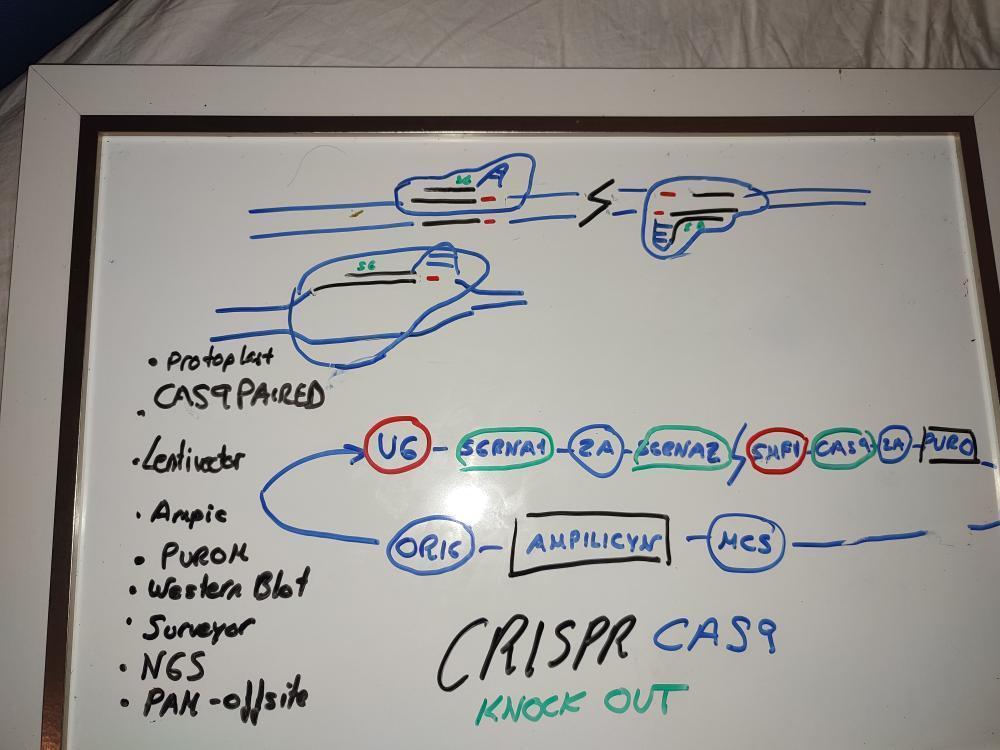 SG
A
SG
SG
• Protoplast
• CAS9 PAIRED
• Lentivector
• Ampic
• PUROM
• Western Blot
• Surveyor
• NGS
• PAM-offsite
U6 - SGRNA1 - 2A - SGRNA2 SMF1 - CAS9 - 2A - PURO
ORIG - AMPILICYN - MCS
CRISPR CAS9
KNOCK OUT